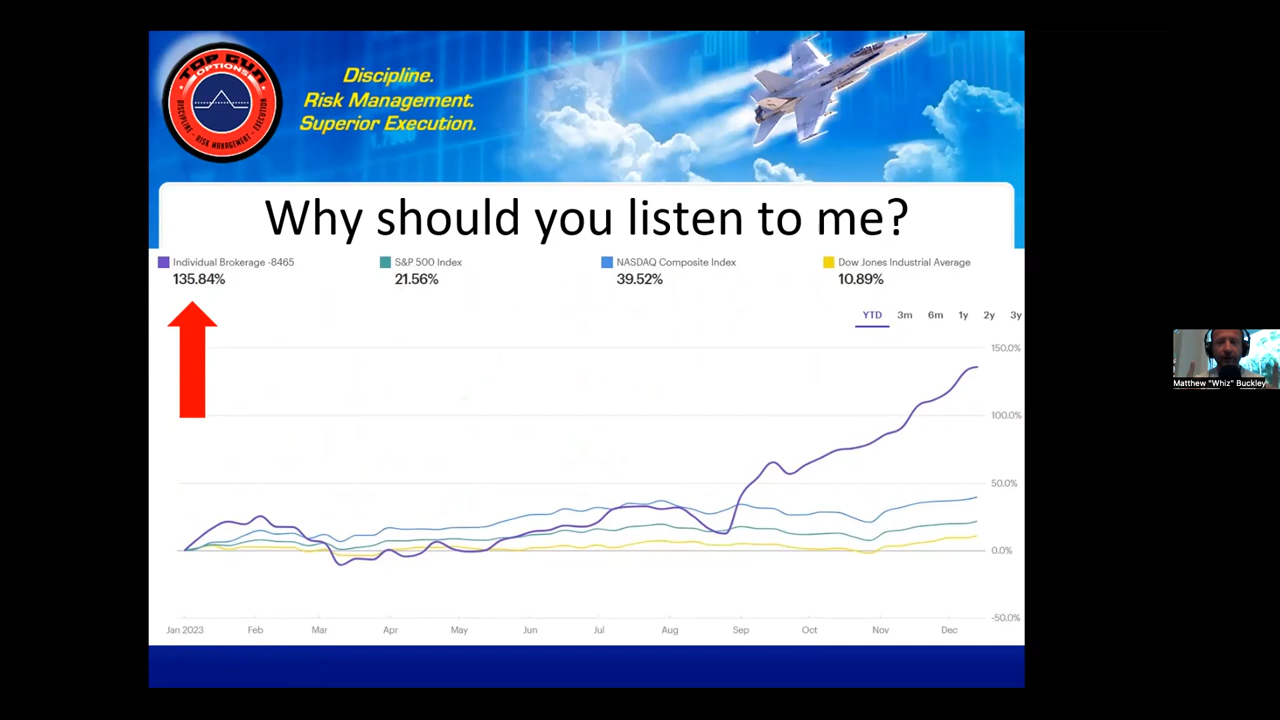 TOP GUN
OPTIONS
DISCIPLINE - RISK MANAGEMENT - EXECUTION
Discipline.
Risk Management.
Superior Execution.
Why should you listen to me?
Individual Brokerage -8465
135.84%
S&P 500 Index
21.56%
NASDAQ Composite Index
39.52%
Dow Jones Industrial Average
10.89%
YTD 3m 6m 1y 2y 3y
150.0%
100.0%
50.0%
0.0%
-50.0%
Jan 2023 Feb Mar Apr May Jun Jul Aug Sep Oct Nov Dec
Matthew "Whiz" Buckley